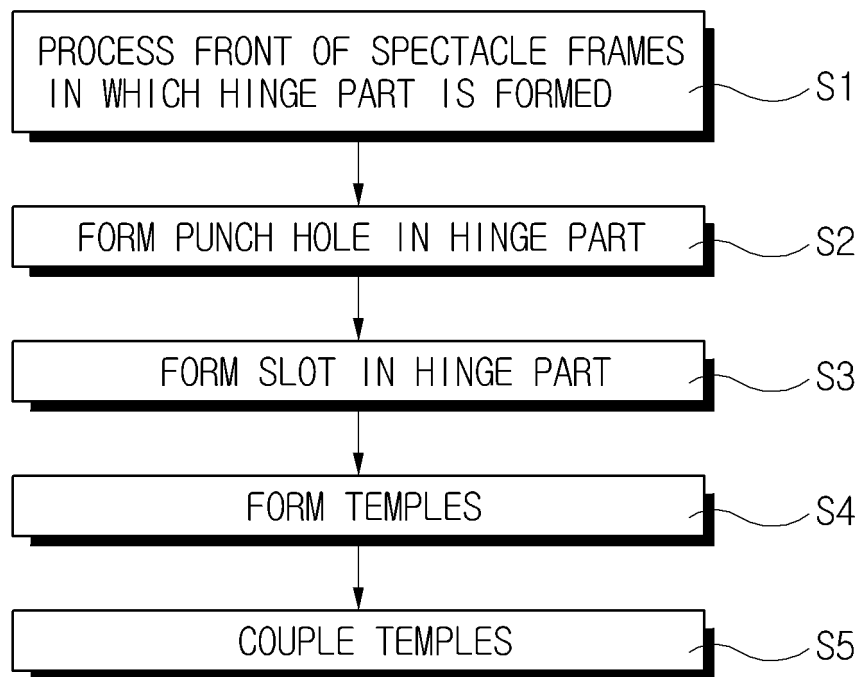 PROCESS FRONT OF SPECTACLE FRAMES
IN WHICH HINGE PART IS FORMED
S1
FORM PUNCH HOLE IN HINGE PART
S2
FORM SLOT IN HINGE PART
S3
FORM TEMPLES
S4
COUPLE TEMPLES
S5